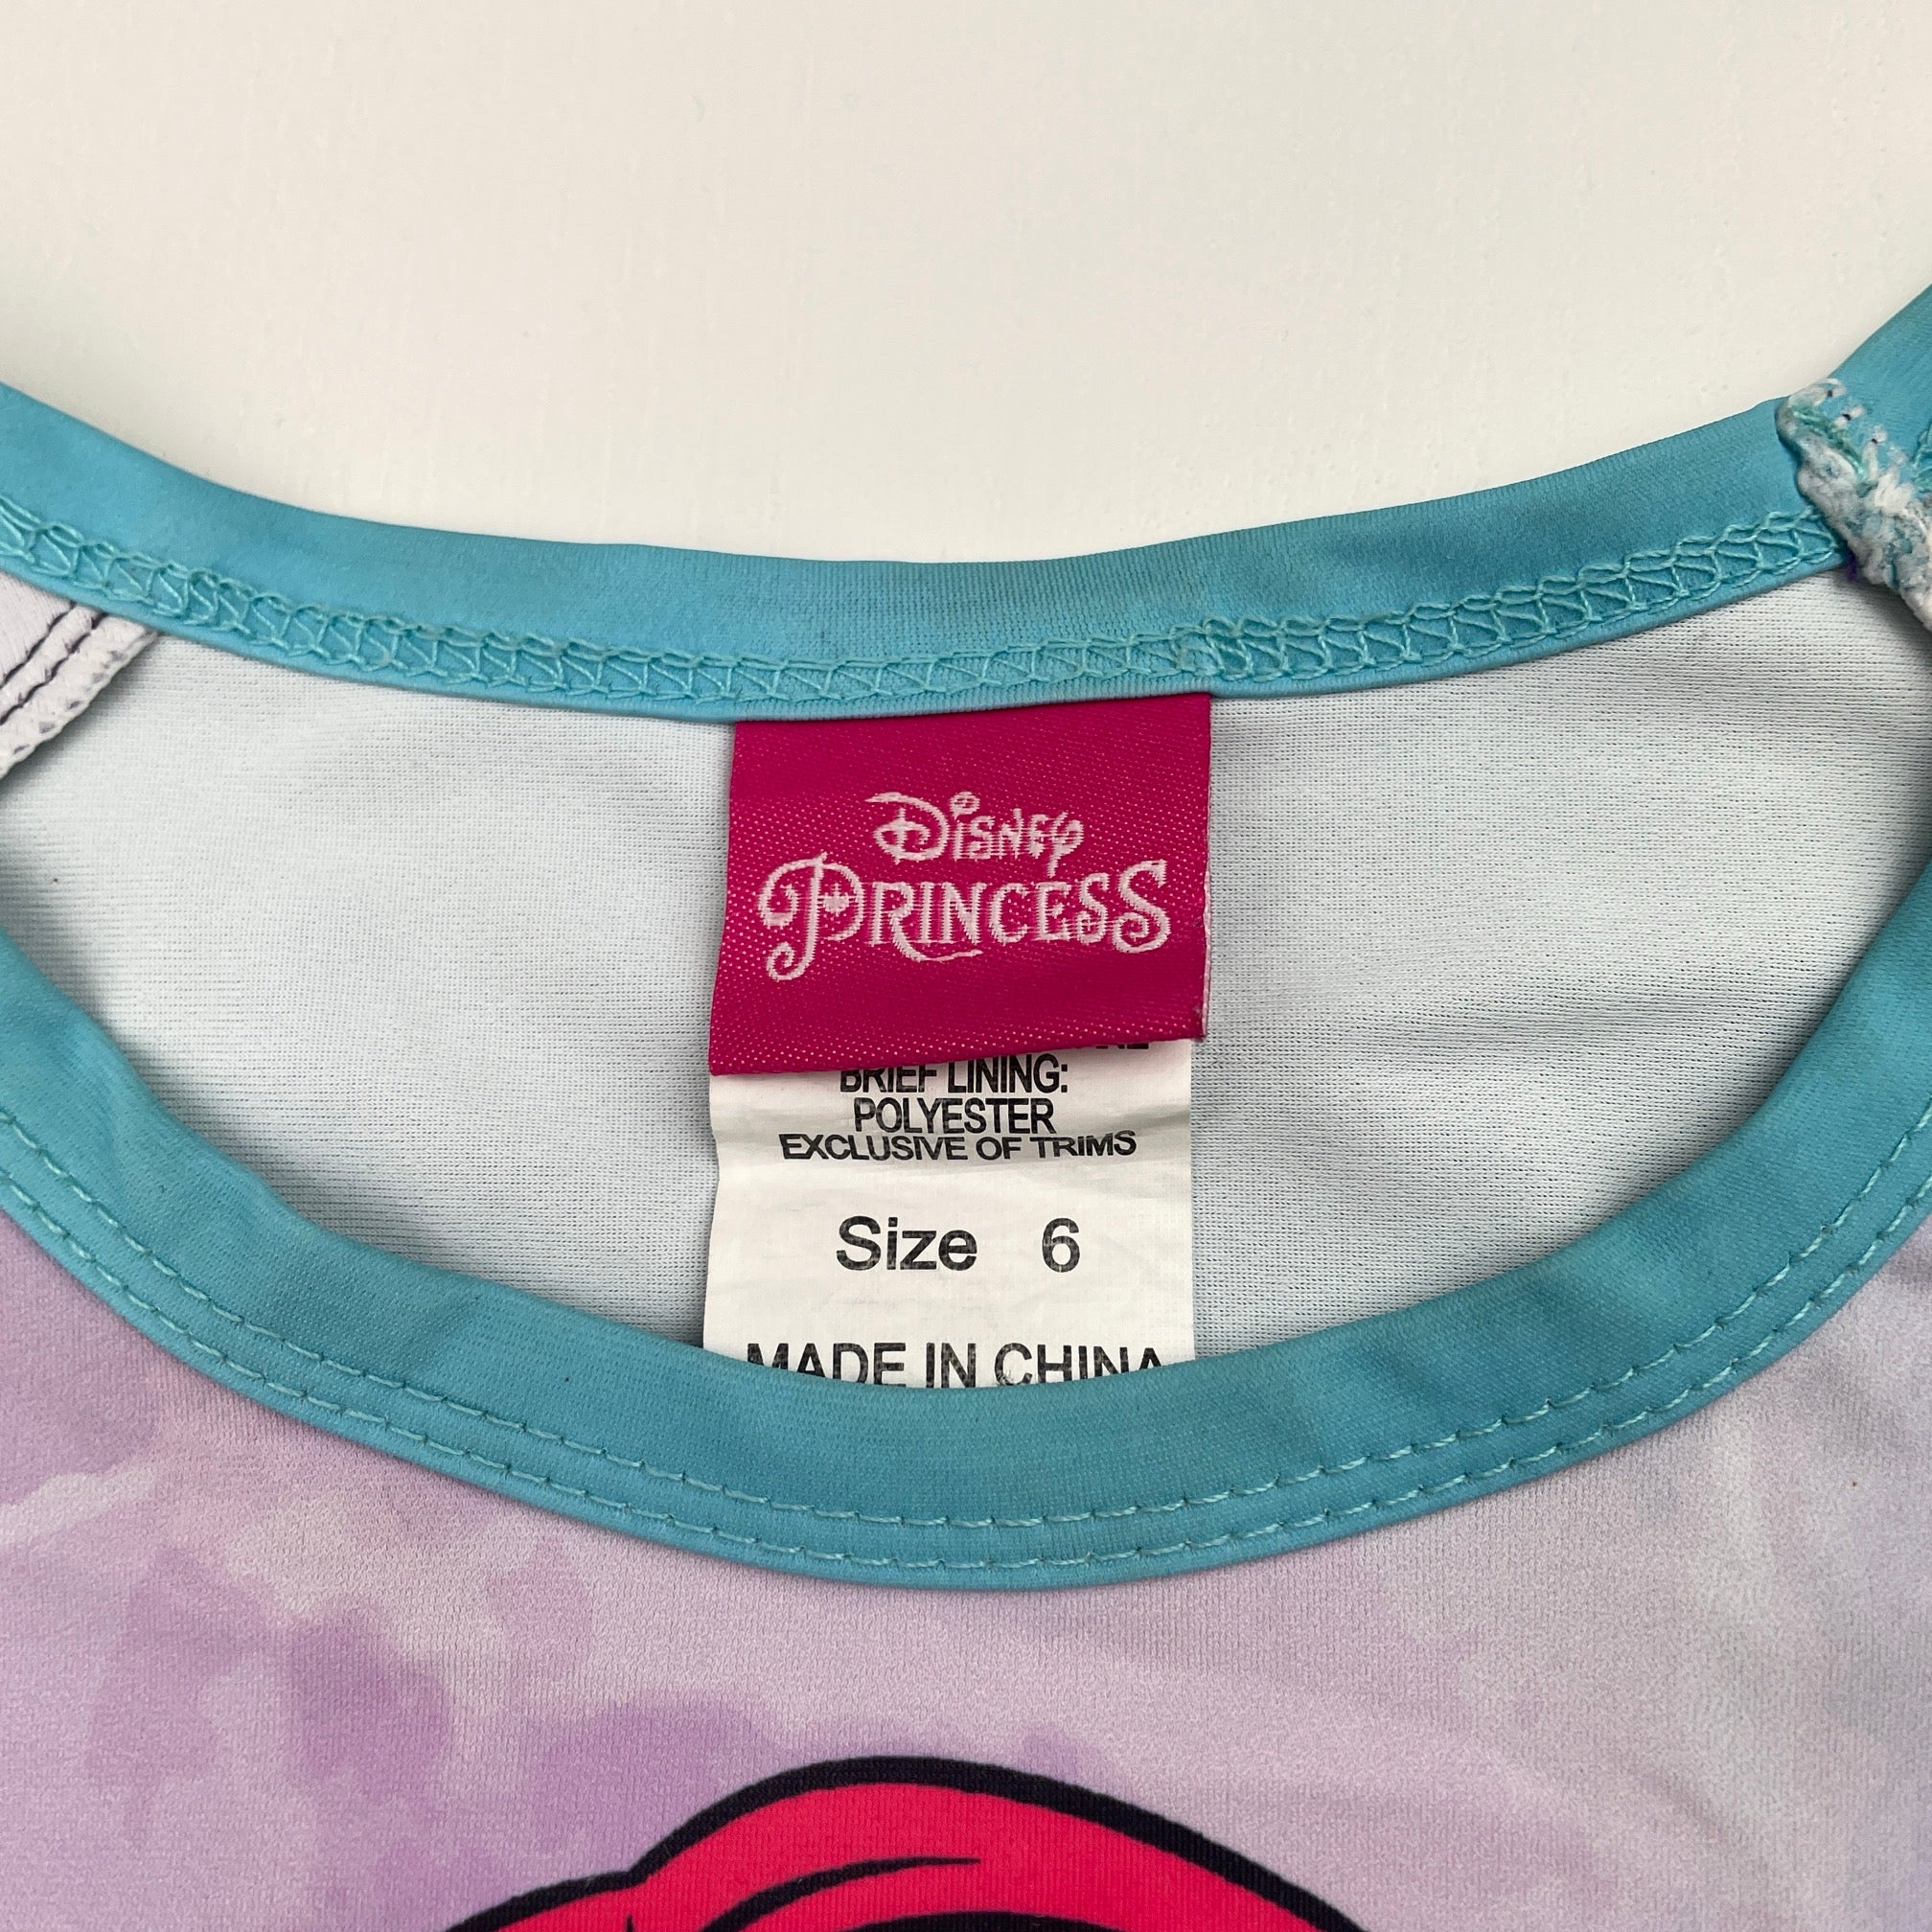 Disney
PRINCESS
BRIEF LINING:
POLYESTER
EXCLUSIVE OF TRIMS
Size 6
MADE IN CHINA